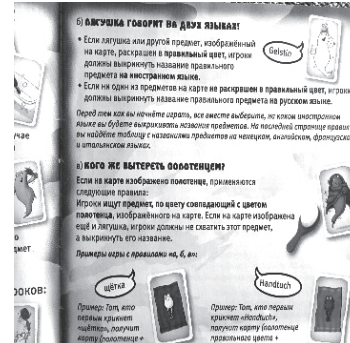 б) ЛЯГУШКА ГОВОРИТ НА ДВУХ ЯЗЫКАХ!
• Если лягушка или другой предмет, изображённый
на карте, раскрашен в правильный цвет, игроки
должны выкрикнуть название правильного
предмета на иностранном языке.
Geistin
• Если ни один из предметов на карте не раскрашен в правильный цвет, игроки
должны выкрикнуть название правильного предмета на русском языке.
Перед тем как вы начнёте играть, все вместе выберите, на каком иностранном
языке вы будете выкрикивать названия предметов. На последней странице правил
вы найдёте таблицу с названиями предметов на немецком, английском, французском
и итальянском языках.
в) КОГО ЖЕ ВЫТЕРЕТЬ ПОЛОТЕНЦЕМ?
Если на карте изображено полотенце, применяются
следующие правила:
Игроки ищут предмет, по цвету совпадающий с цветом
полотенца, изображённого на карте. Если на карте изображена
ещё и лягушка, игроки должны не схватить этот предмет,
а выкрикнуть его название.
Примеры игры с правилами «а, б, в»:
щётка
Handtuch
Пример: Тот, кто
первым крикнет
«щётка», получит
карту (полотенце +
Пример: Тот, кто первым
крикнет «Handtuch»,
получит карту (полотенце
правильного цвета +
случае
предмет
роков: